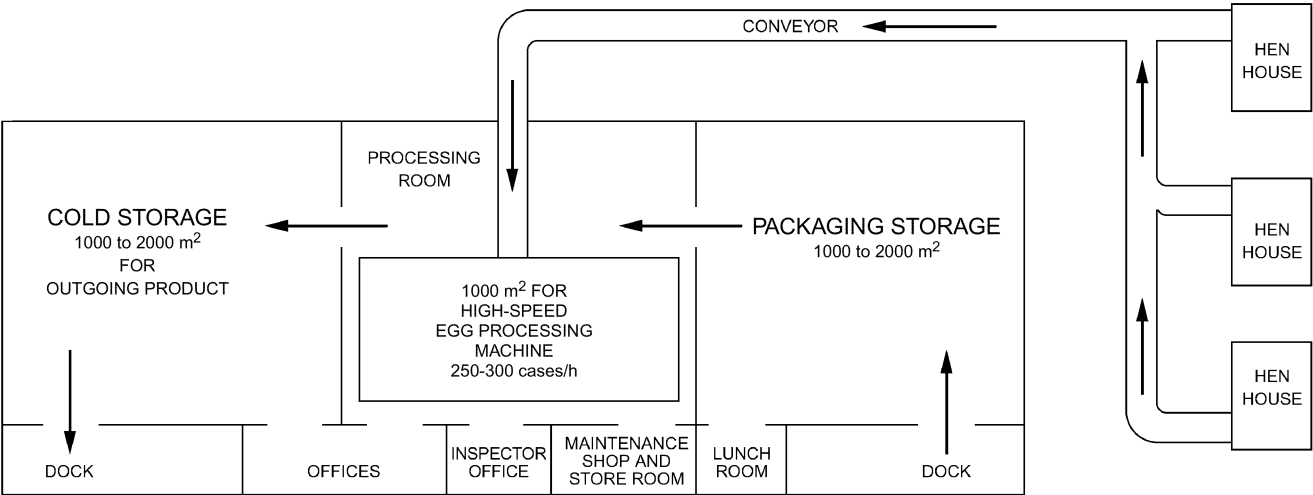 CONVEYOR
HEN
HOUSE
PROCESSING
ROOM
COLD STORAGE
1000 to 2000 m²
FOR
OUTGOING PRODUCT
PACKAGING STORAGE
1000 to 2000 m²
HEN
HOUSE
1000 m² FOR
HIGH-SPEED
EGG PROCESSING
MACHINE
250-300 cases/h
HEN
HOUSE
DOCK
OFFICES
INSPECTOR
OFFICE
MAINTENANCE
SHOP AND
STORE ROOM
LUNCH
ROOM
DOCK